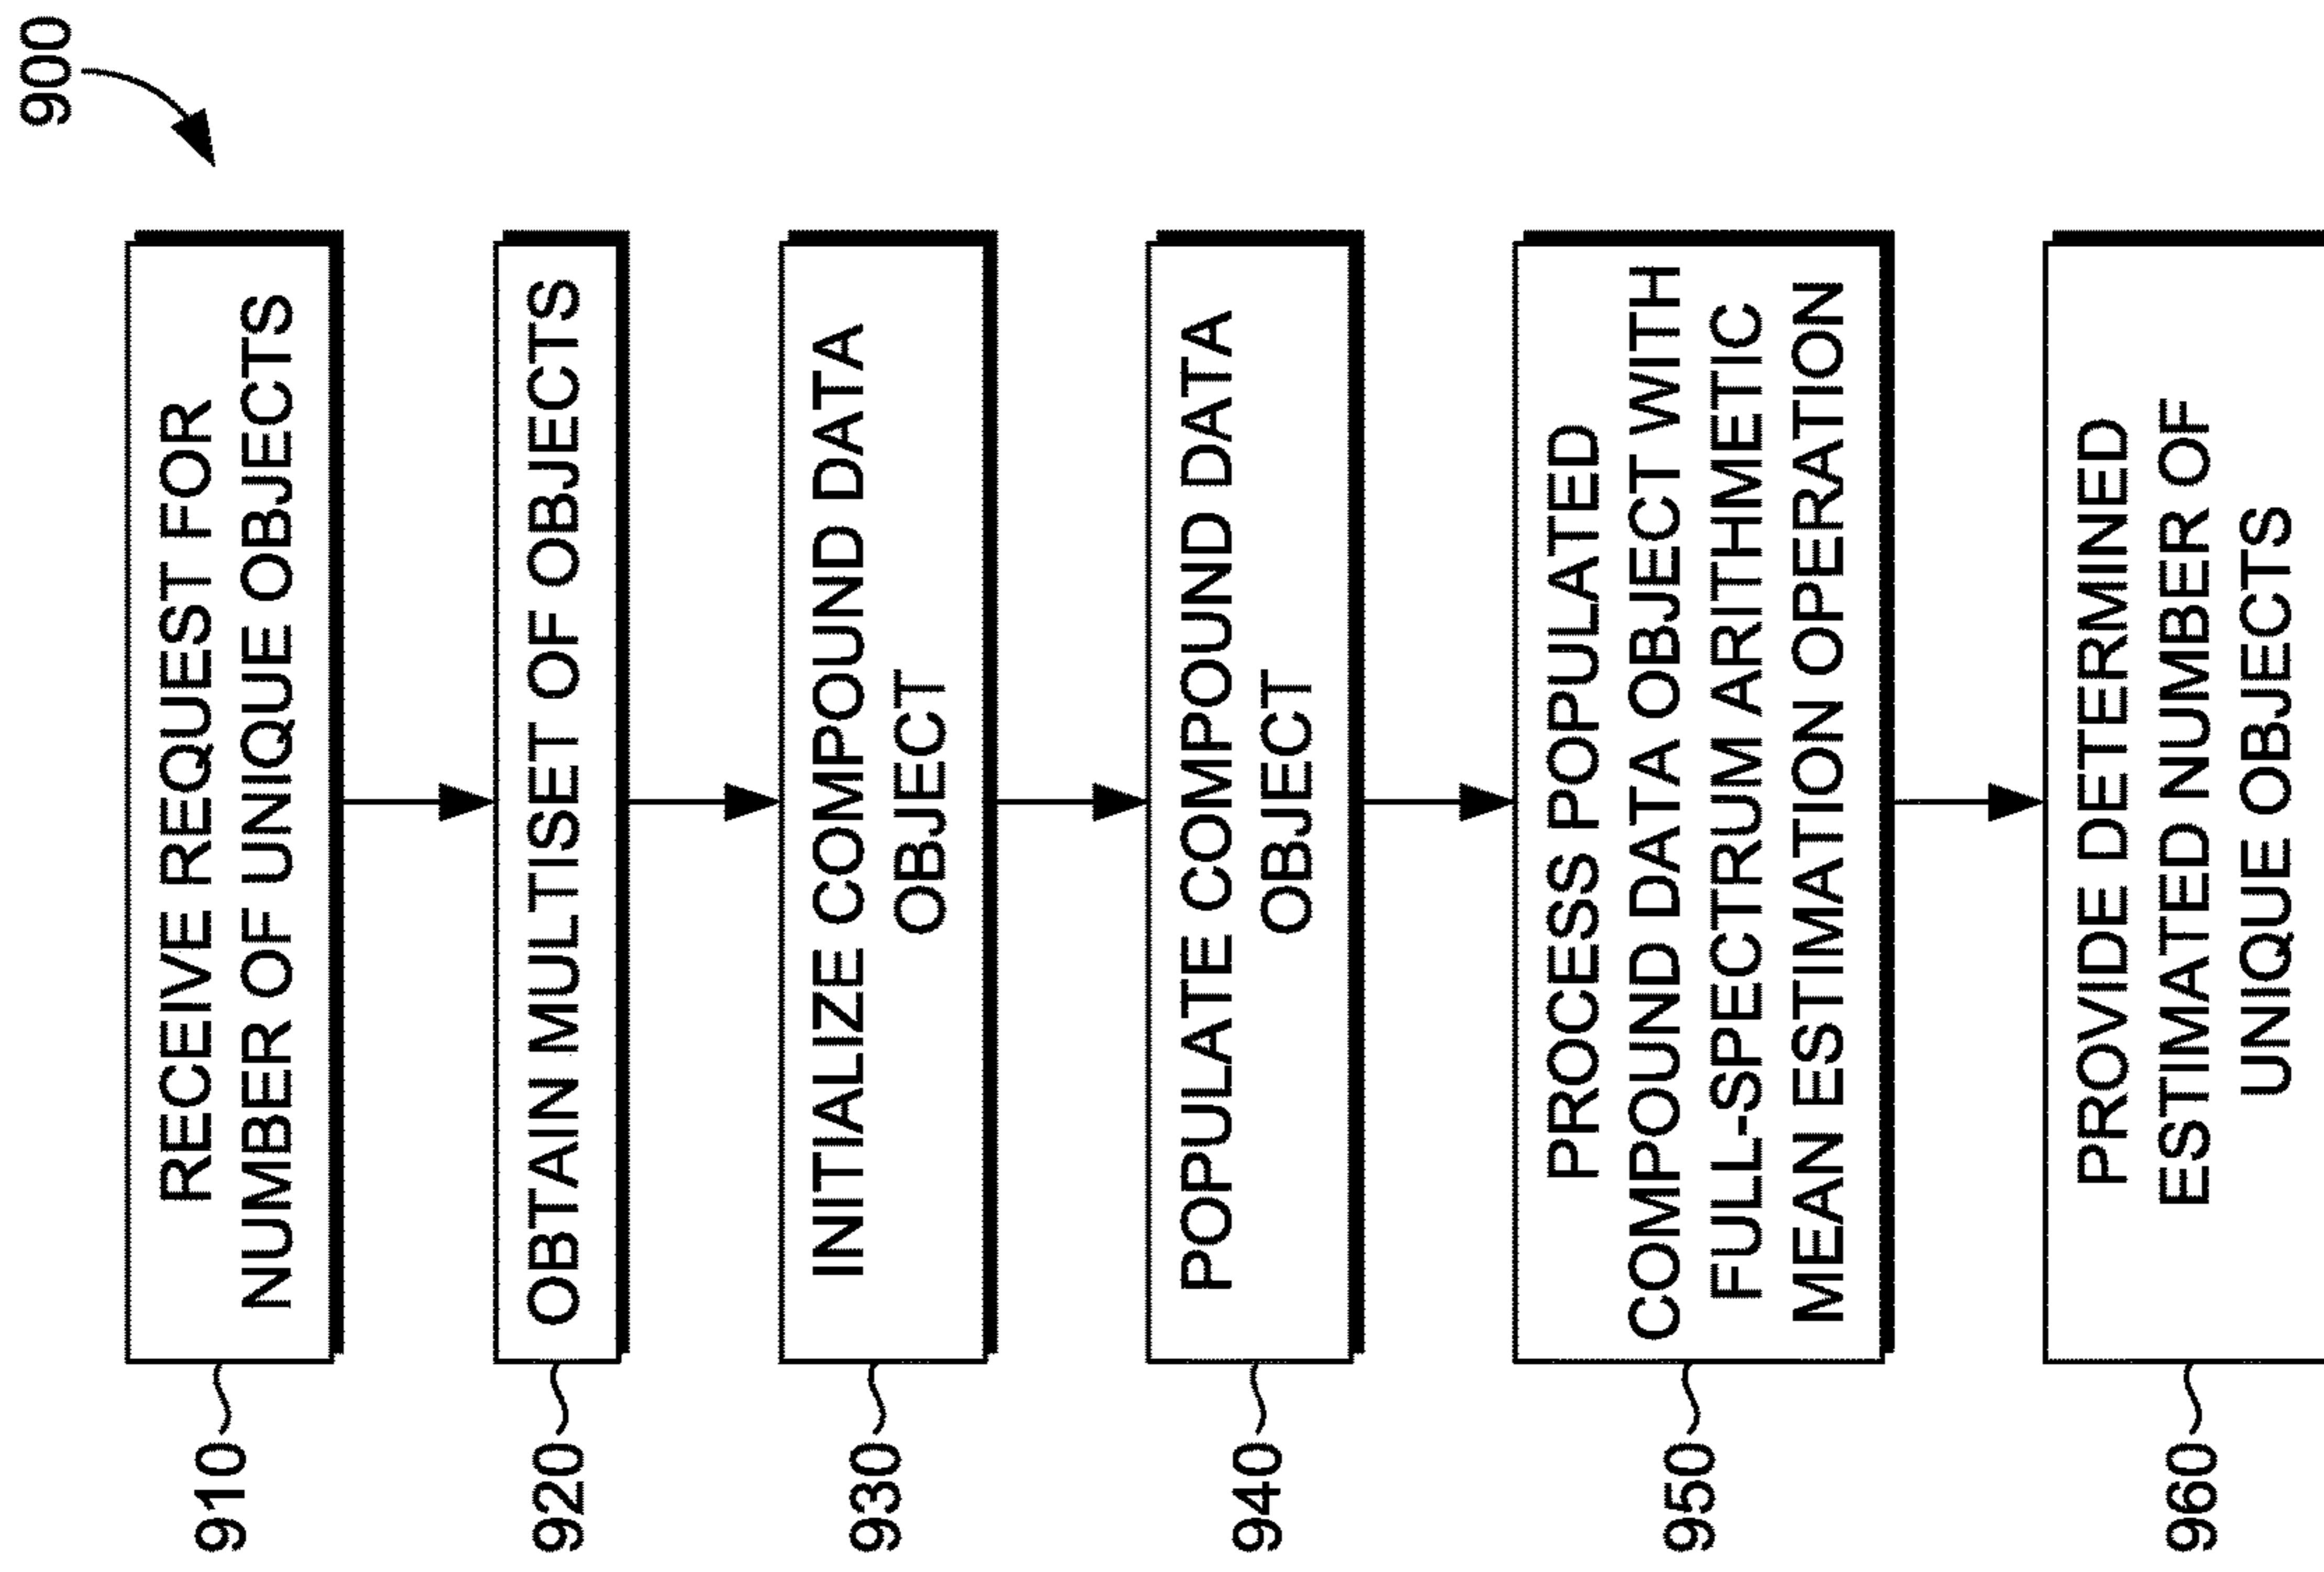 900
910
RECEIVE REQUEST FOR
NUMBER OF UNIQUE OBJECTS
920
OBTAIN MULTISET OF OBJECTS
930
INITIALIZE COMPOUND DATA
OBJECT
940
POPULATE COMPOUND DATA
OBJECT
950
PROCESS POPULATED
COMPOUND DATA OBJECT WITH
FULL-SPECTRUM ARITHMETIC
MEAN ESTIMATION OPERATION
960
PROVIDE DETERMINED
ESTIMATED NUMBER OF
UNIQUE OBJECTS